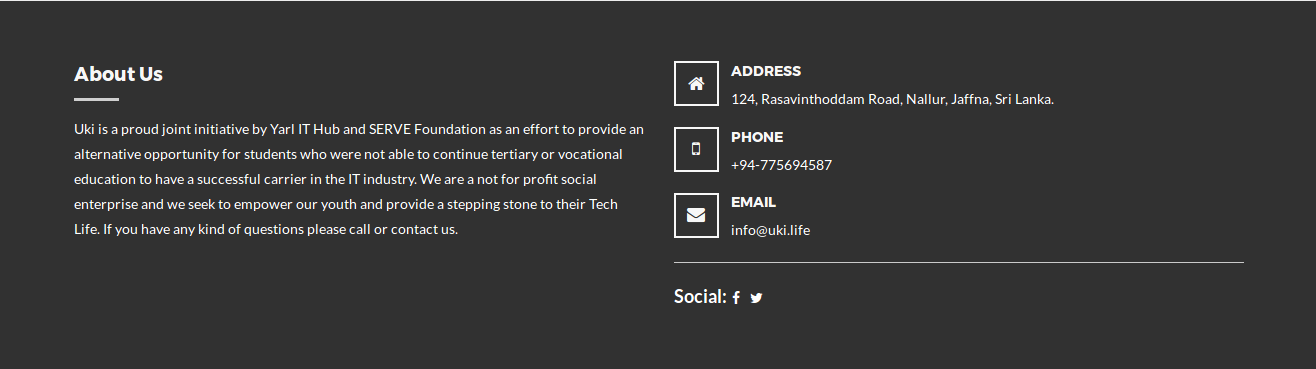 About Us
Uki is a proud joint initiative by Yarl IT Hub and SERVE Foundation as an effort to provide an
alternative opportunity for students who were not able to continue tertiary or vocational
education to have a successful carrier in the IT industry. We are a not for profit social
enterprise and we seek to empower our youth and provide a stepping stone to their Tech
Life. If you have any kind of questions please call or contact us.
ADDRESS
124, Rasavinthoddam Road, Nallur, Jaffna, Sri Lanka.
PHONE
+94-775694587
EMAIL
info@uki.life
Social: